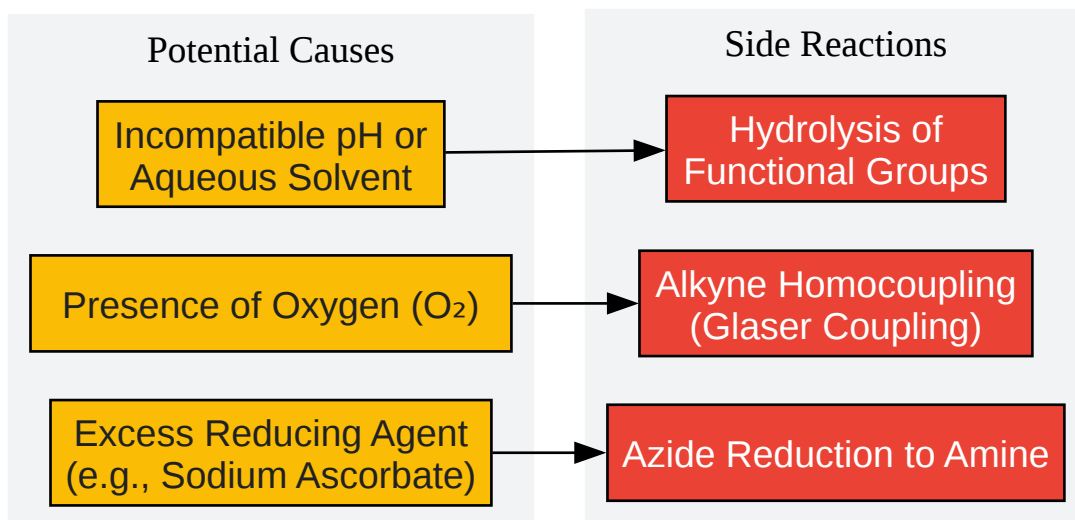 Potential Causes
Side Reactions
Incompatible pH or
Aqueous Solvent
Hydrolysis of
Functional Groups
Presence of Oxygen (O₂)
Alkyne Homocoupling
(Glaser Coupling)
Excess Reducing Agent
(e.g., Sodium Ascorbate)
Azide Reduction to Amine